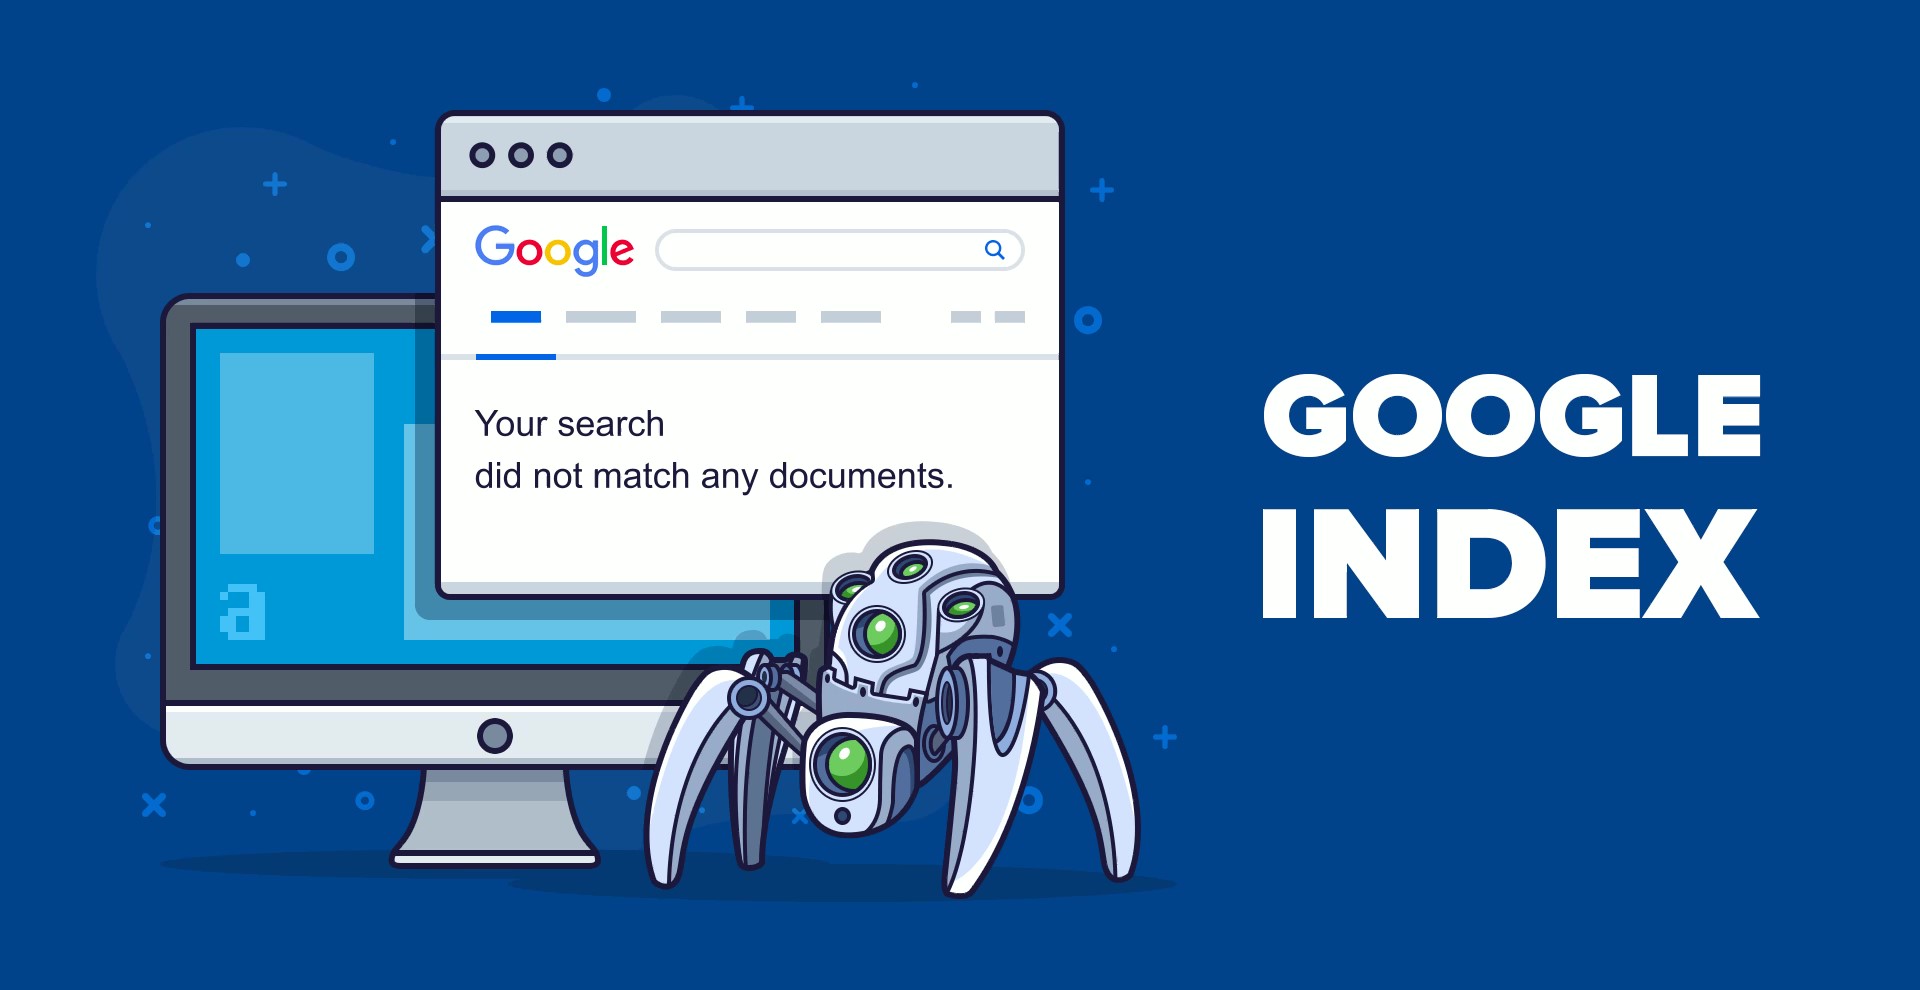 Google
Your search
did not match any documents.
a
GOOGLE
INDEX